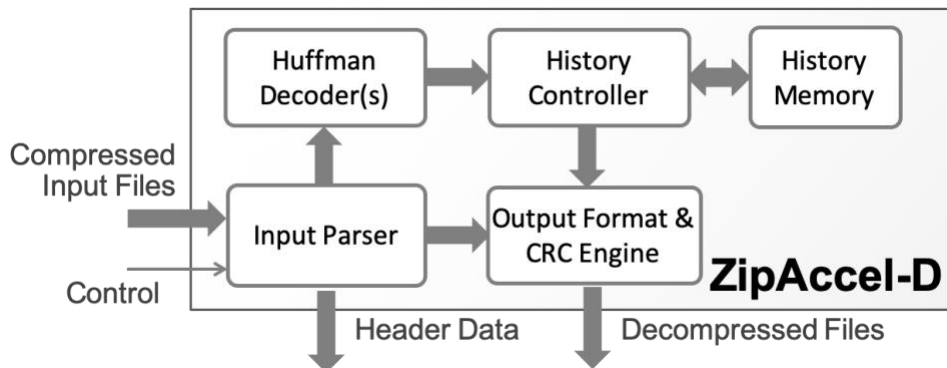 Huffman
Decoder(s)
History
Controller
History
Memory
Compressed
Input Files
Input Parser
Output Format &
CRC Engine
Control
ZipAccel-D
Header Data
Decompressed Files